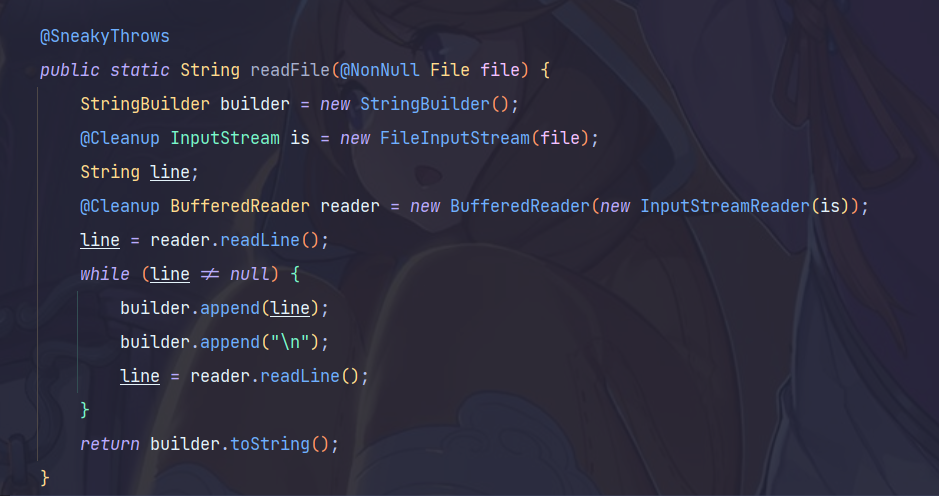 @SneakyThrows
public static String readFile(@NonNull File file) {
    StringBuilder builder = new StringBuilder();
    @Cleanup InputStream is = new FileInputStream(file);
    String line;
    @Cleanup BufferedReader reader = new BufferedReader(new InputStreamReader(is));
    line = reader.readLine();
    while (line ≠ null) {
        builder.append(line);
        builder.append("\n");
        line = reader.readLine();
    }
    return builder.toString();
}